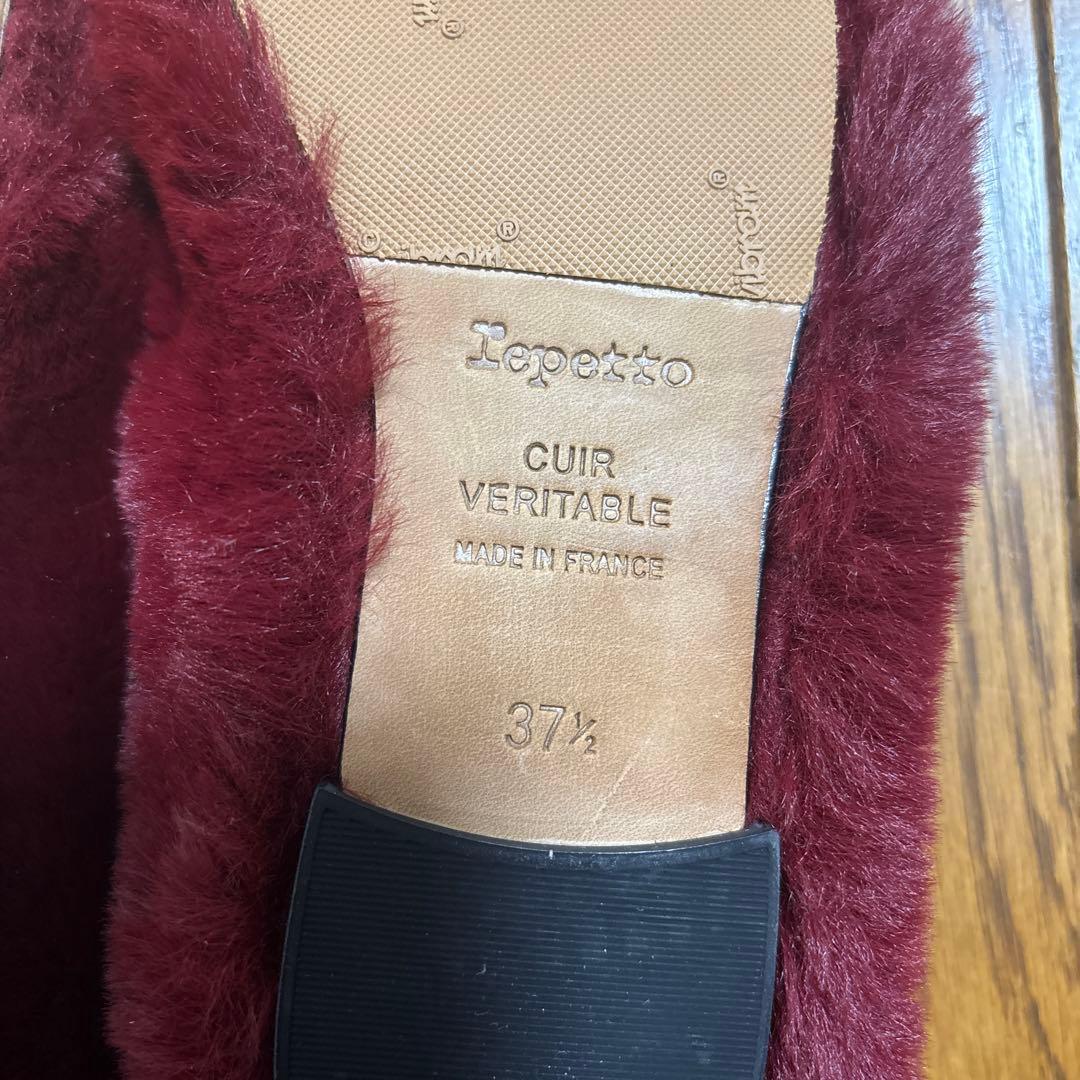 ®
®
®
repetto
CUIR
VERITABLE
MADE IN FRANCE
37½